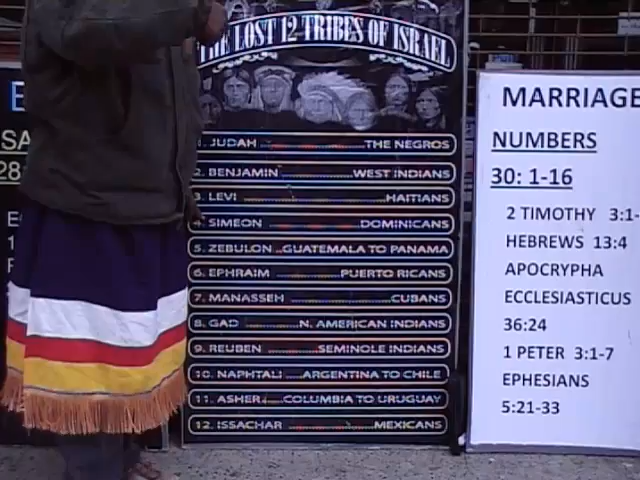 THE LOST 12 TRIBES OF ISRAEL
1. JUDAH ... THE NEGROS
2. BENJAMIN ... WEST INDIANS
3. LEVI ... HAITIANS
4. SIMEON ... DOMINICANS
5. ZEBULON ... GUATEMALA TO PANAMA
6. EPHRAIM ... PUERTO RICANS
7. MANASSEH ... CUBANS
8. GAD ... N. AMERICAN INDIANS
9. REUBEN ... SEMINOLE INDIANS
10. NAPHTALI ... ARGENTINA TO CHILE
11. ASHER ... COLUMBIA TO URUGUAY
12. ISSACHAR ... MEXICANS
MARRIAGE
NUMBERS
30: 1-16
2 TIMOTHY 3:1-
HEBREWS 13:4
APOCRYPHA
ECCLESIASTICUS
36:24
1 PETER 3:1-7
EPHESIANS
5:21-33